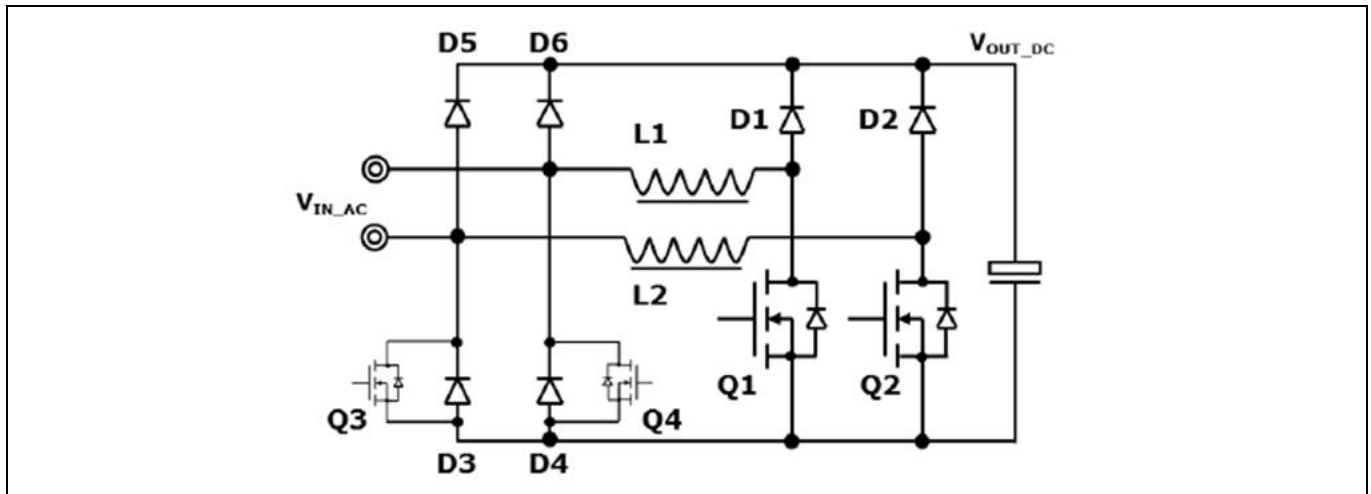 D5 D6 V_OUT_DC
L1 D1 D2
V_IN_AC
L2
Q3 Q4 Q1 Q2
D3 D4